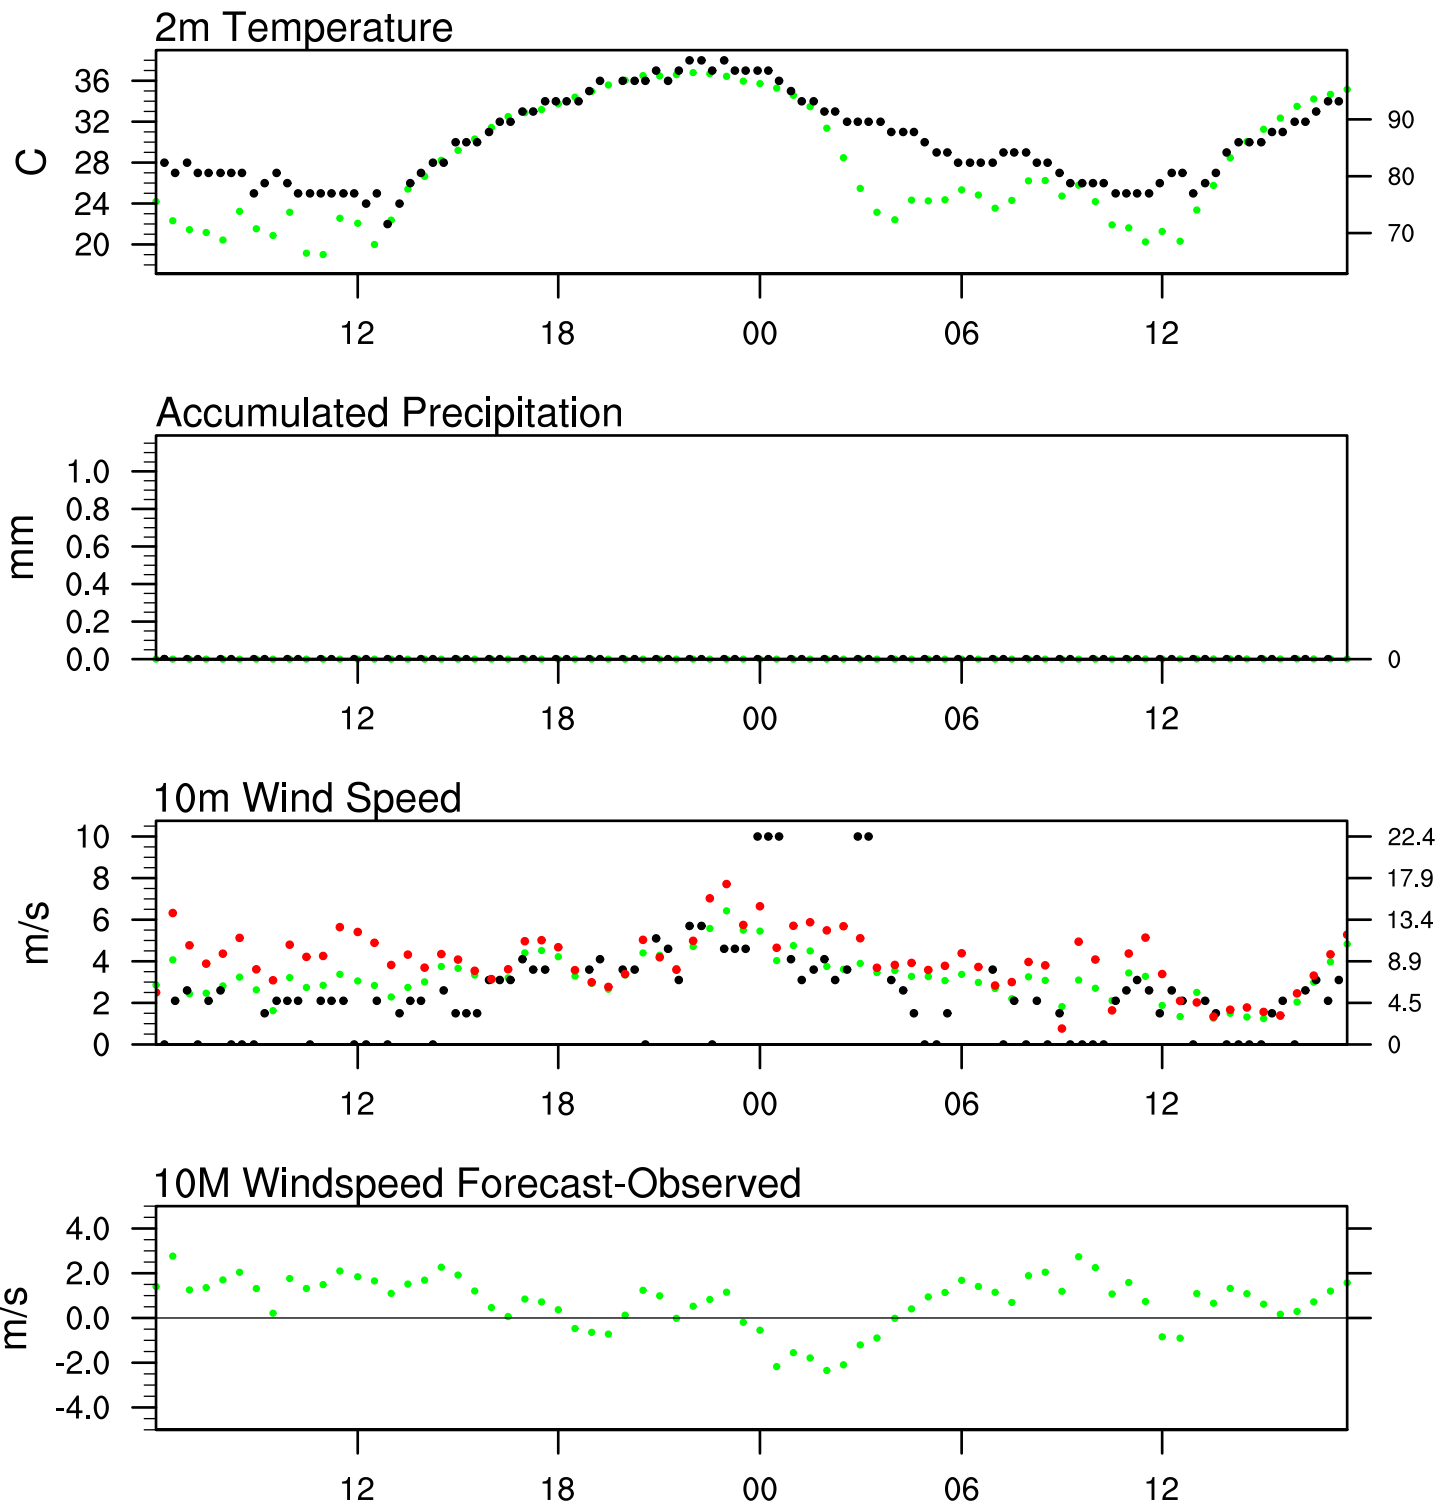 2m Temperature
C
36
32
28
24
20
90
80
70
12 18 00 06 12
Accumulated Precipitation
mm
1.0
0.8
0.6
0.4
0.2
0.0
0
12 18 00 06 12
10m Wind Speed
m/s
10
8
6
4
2
0
22.4
17.9
13.4
8.9
4.5
0
12 18 00 06 12
10M Windspeed Forecast-Observed
m/s
4.0
2.0
0.0
-2.0
-4.0
12 18 00 06 12